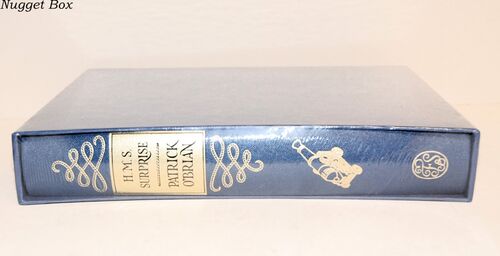 Nugget Box
H.M.S.
SURPRISE
PATRICK
O'BRIAN